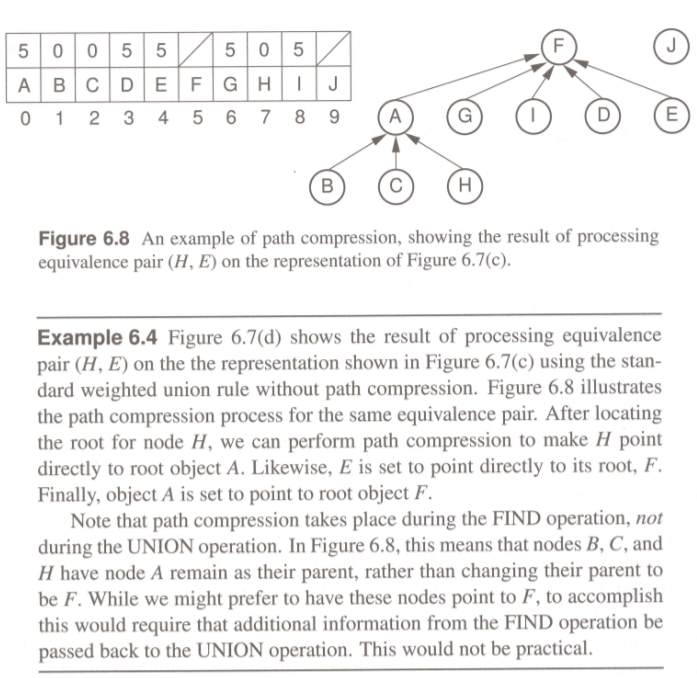 5 0 0 5 5 5 0 5
A B C D E F G H I J
0 1 2 3 4 5 6 7 8 9
F J
A G I D E
B C H
Figure 6.8 An example of path compression, showing the result of processing
equivalence pair (H, E) on the representation of Figure 6.7(c).
Example 6.4 Figure 6.7(d) shows the result of processing equivalence
pair (H, E) on the the representation shown in Figure 6.7(c) using the stan-
dard weighted union rule without path compression. Figure 6.8 illustrates
the path compression process for the same equivalence pair. After locating
the root for node H, we can perform path compression to make H point
directly to root object A. Likewise, E is set to point directly to its root, F.
Finally, object A is set to point to root object F.
Note that path compression takes place during the FIND operation, not
during the UNION operation. In Figure 6.8, this means that nodes B, C, and
H have node A remain as their parent, rather than changing their parent to
be F. While we might prefer to have these nodes point to F, to accomplish
this would require that additional information from the FIND operation be
passed back to the UNION operation. This would not be practical.